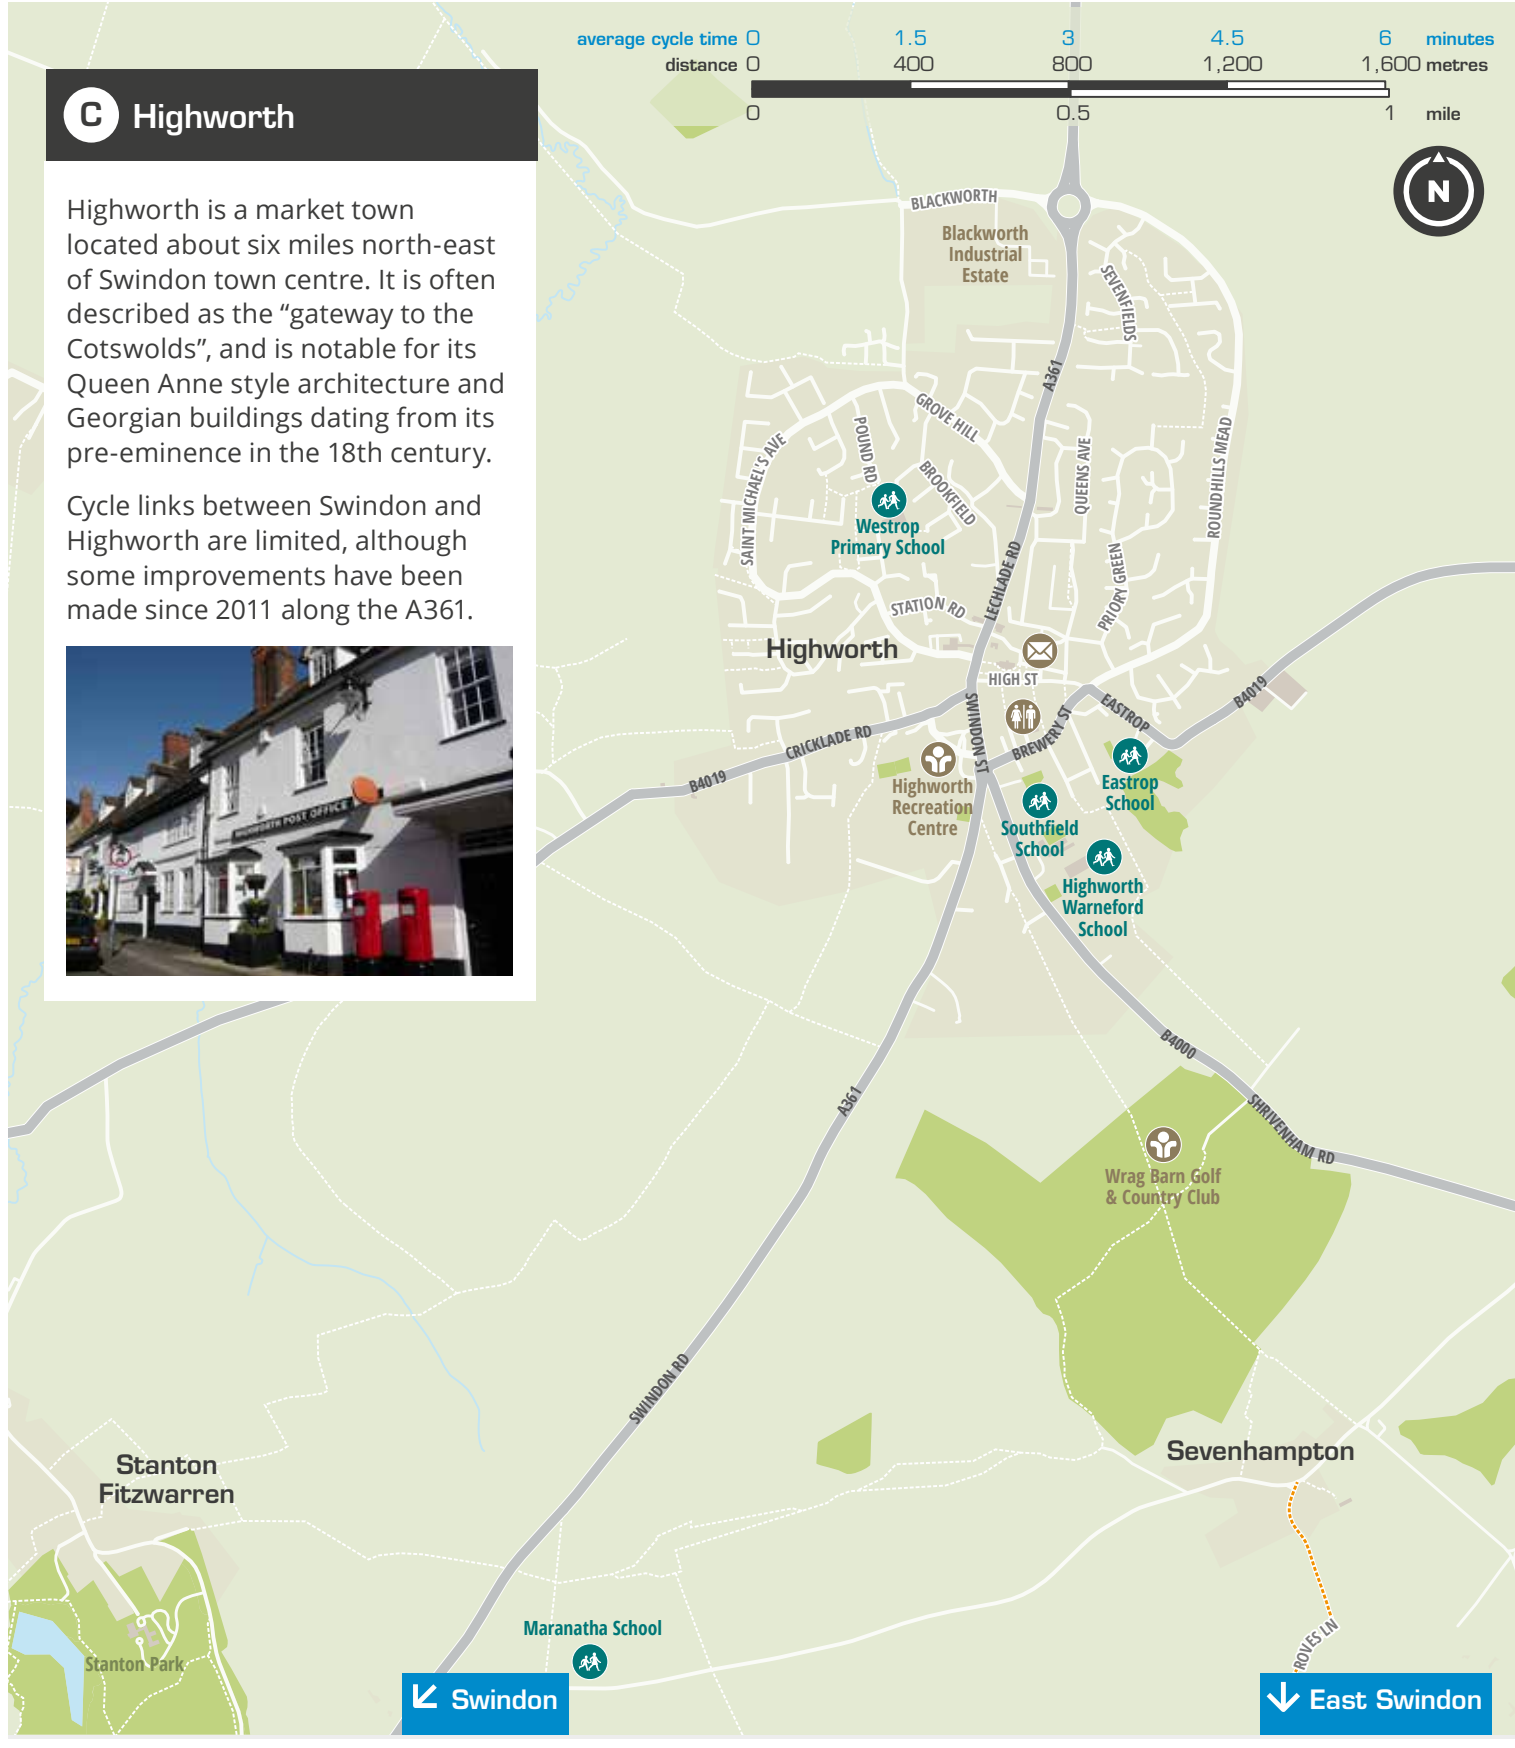 average cycle time 0 1.5 3 4.5 6 minutes
distance 0 400 800 1,200 1,600 metres
0 0.5 1 mile
C Highworth
Highworth is a market town
located about six miles north-east
of Swindon town centre. It is often
described as the “gateway to the
Cotswolds”, and is notable for its
Queen Anne style architecture and
Georgian buildings dating from its
pre-eminence in the 18th century.
Cycle links between Swindon and
Highworth are limited, although
some improvements have been
made since 2011 along the A361.
HIGHWORTH POST OFFICE
N
BLACKWORTH
Blackworth
Industrial
Estate
SEVENFIELDS
A361
GROVE HILL
POUND RD
BROOKFIELD
SAINT MICHAEL'S AVE
QUEENS AVE
ROUNDHILLS MEAD
Westrop
Primary School
LECHLADE RD
PRIORY GREEN
STATION RD
Highworth
HIGH ST
SWINDON ST
BREWERY ST
EASTROP
B4019
CRICKLADE RD
B4019
Highworth
Recreation
Centre
Eastrop
School
Southfield
School
Highworth
Warneford
School
B4000
A361
SHRIVENHAM RD
Wrag Barn Golf
& Country Club
SWINDON RD
Stanton
Fitzwarren
Sevenhampton
Maranatha School
ROVES LN
Stanton Park
Swindon
East Swindon